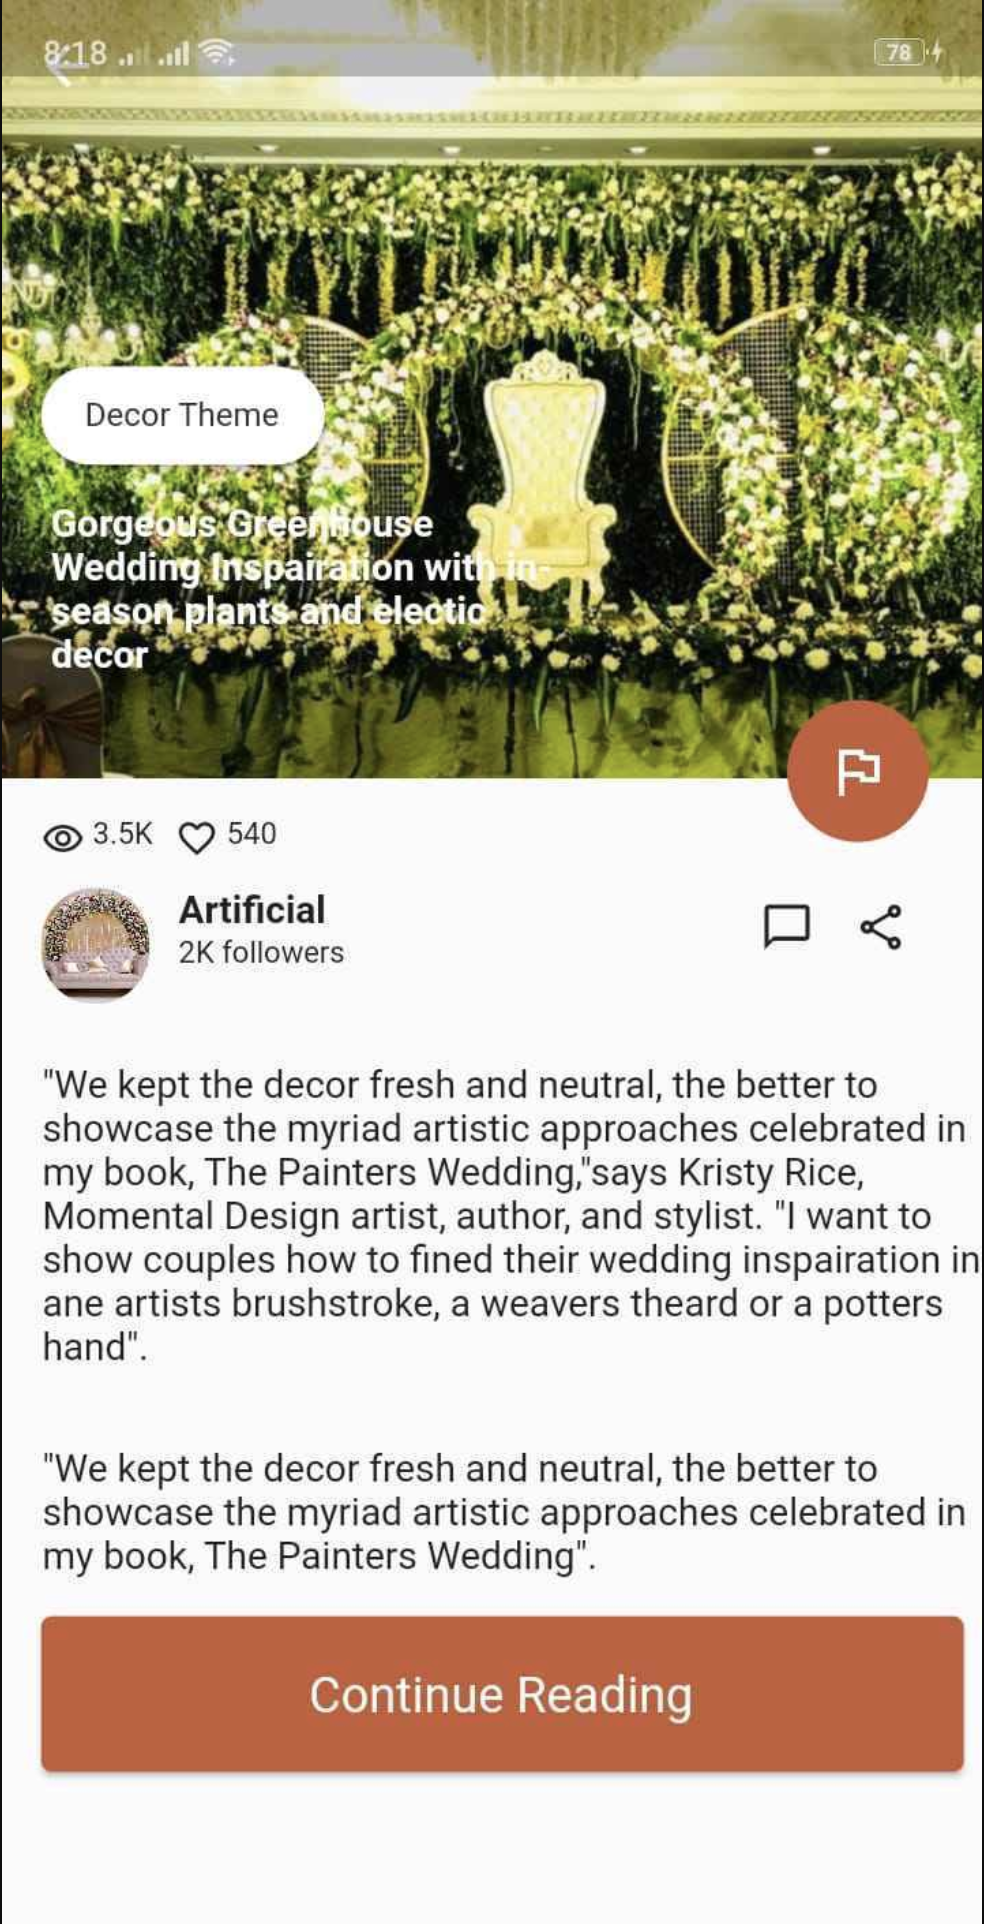 8:18
78
Decor Theme
Gorgeous Greenhouse
Wedding Inspairation with in-
season plants and electic
decor
3.5K 540
Artificial
2K followers
"We kept the decor fresh and neutral, the better to
showcase the myriad artistic approaches celebrated in
my book, The Painters Wedding,"says Kristy Rice,
Momental Design artist, author, and stylist. "I want to
show couples how to fined their wedding inspairation in
ane artists brushstroke, a weavers theard or a potters
hand".
"We kept the decor fresh and neutral, the better to
showcase the myriad artistic approaches celebrated in
my book, The Painters Wedding".
Continue Reading